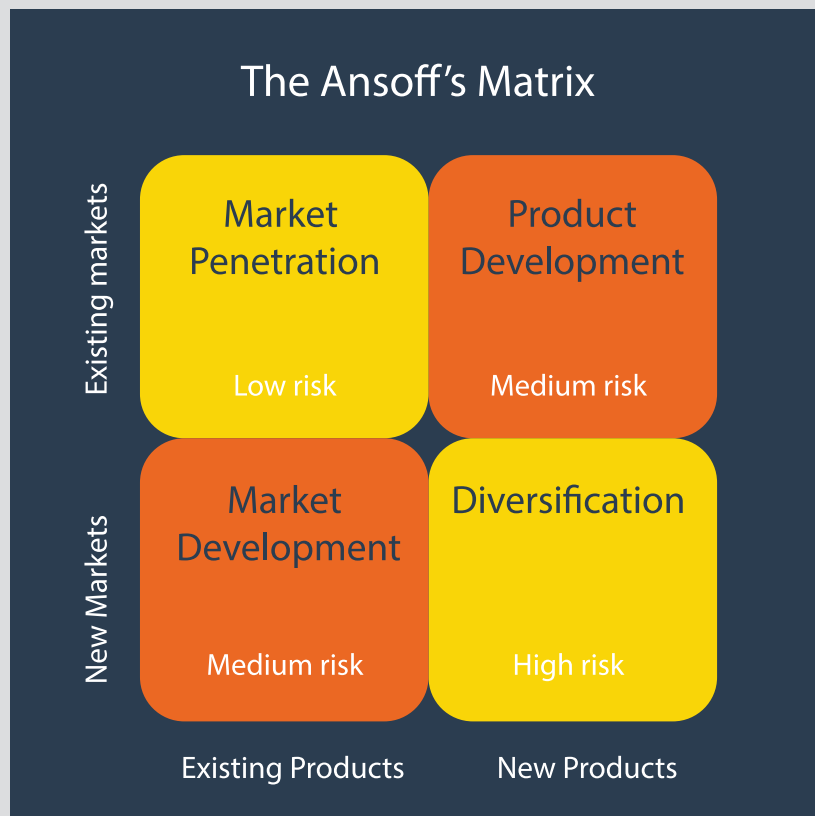 The Ansoff’s Matrix
Existing markets
Market
Penetration
Low risk
Product
Development
Medium risk
New Markets
Market
Development
Medium risk
Diversification
High risk
Existing Products
New Products